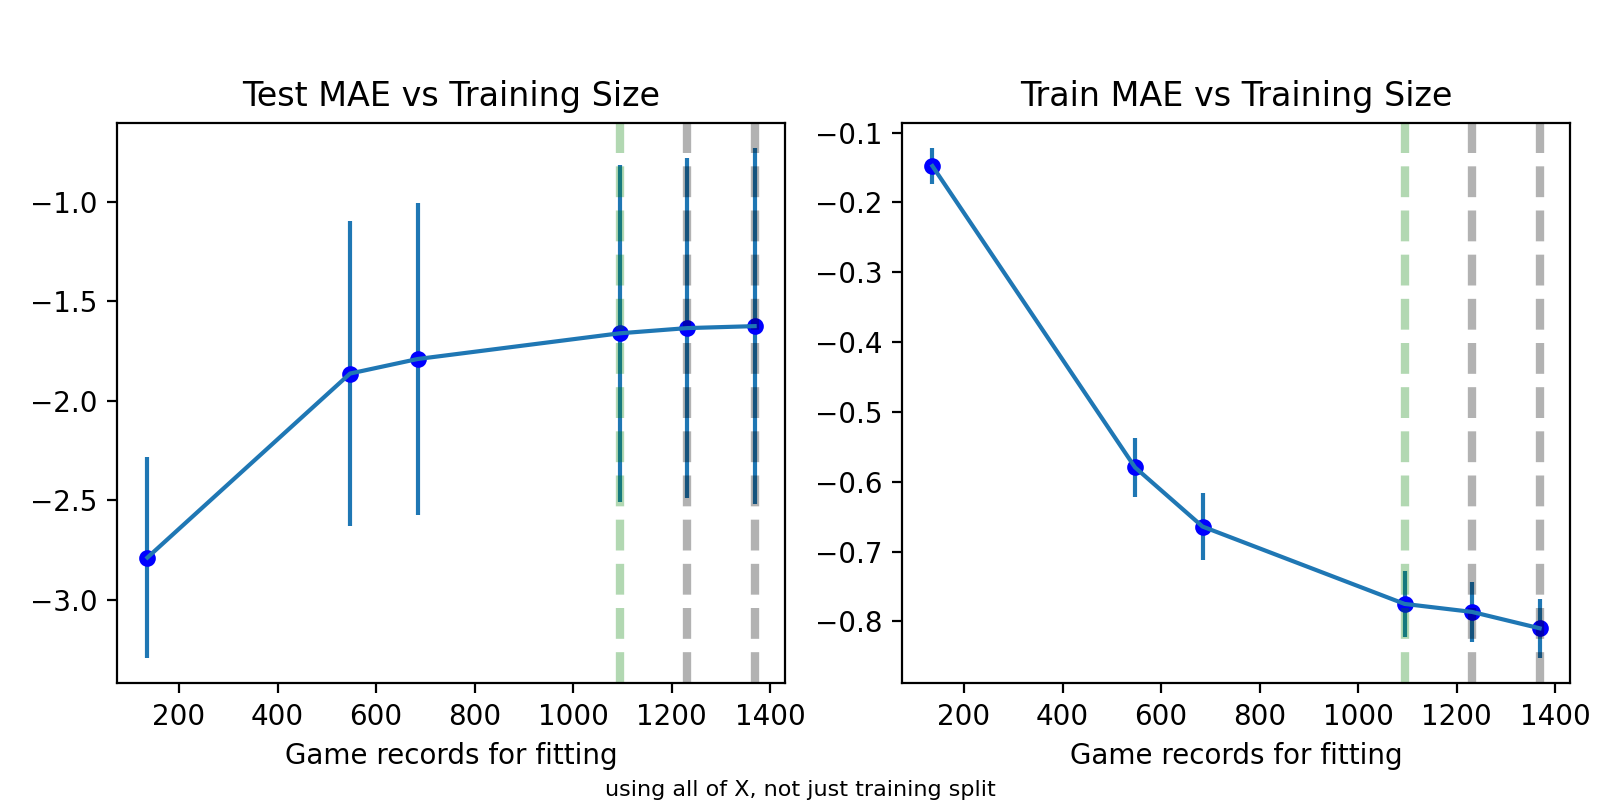 Test MAE vs Training Size
−1.0
−1.5
−2.0
−2.5
−3.0
200 400 600 800 1000 1200 1400
Game records for fitting
Train MAE vs Training Size
−0.1
−0.2
−0.3
−0.4
−0.5
−0.6
−0.7
−0.8
200 400 600 800 1000 1200 1400
Game records for fitting
using all of X, not just training split